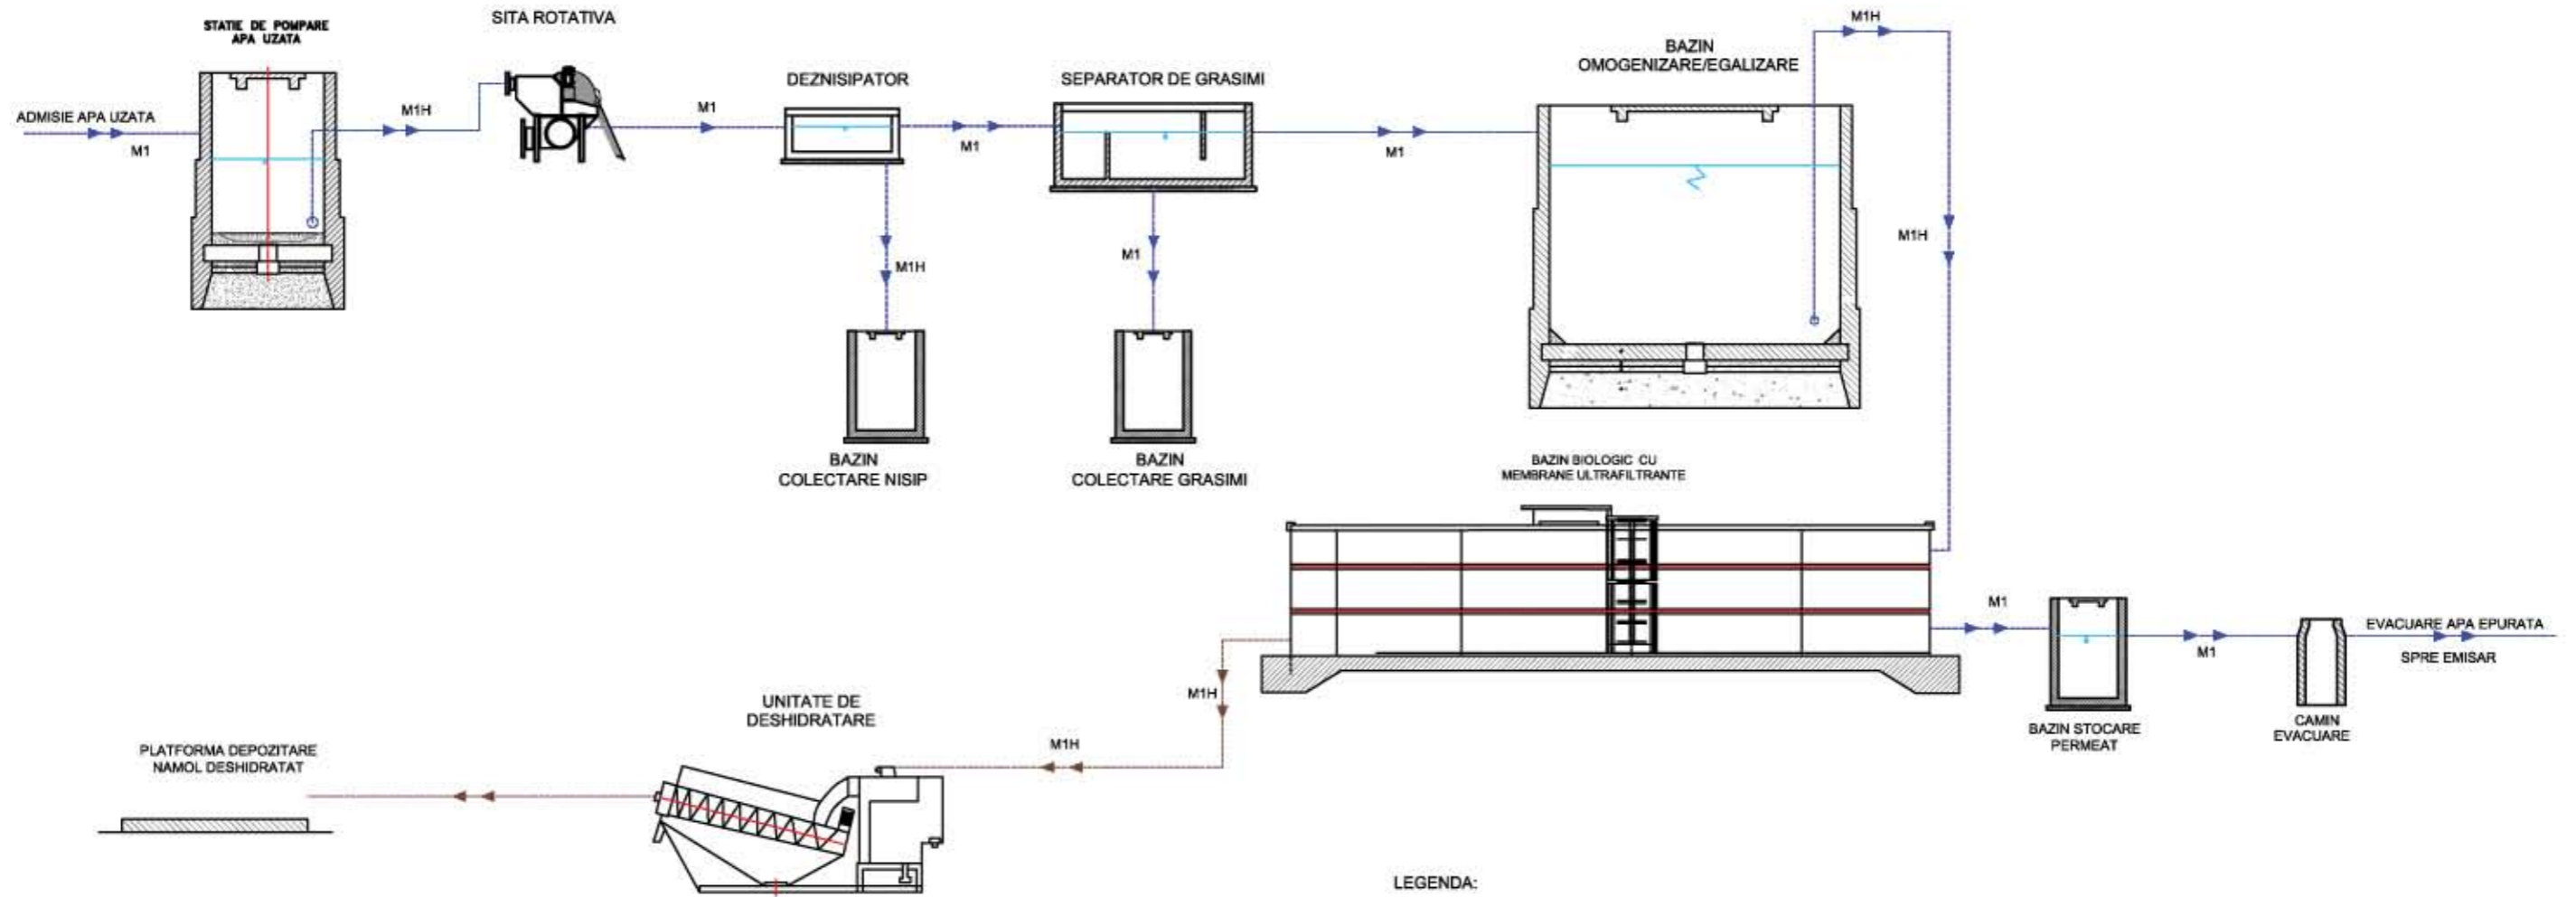 STATIE DE POMPARE
APA UZATA
SITA ROTATIVA
ADMISIE APA UZATA
M1
M1H
M1
DEZNISIPATOR
M1
SEPARATOR DE GRASIMI
M1
BAZIN
OMOGENIZARE/EGALIZARE
M1H
M1H
M1H
BAZIN
COLECTARE NISIP
M1
BAZIN
COLECTARE GRASIMI
BAZIN BIOLOGIC CU
MEMBRANE ULTRAFILTRANTE
M1
BAZIN STOCARE
PERMEAT
M1
CAMIN
EVACUARE
EVACUARE APA EPURATA
SPRE EMISAR
M1H
M1H
UNITATE DE
DESHIDRATARE
PLATFORMA DEPOZITARE
NAMOL DESHIDRATAT
LEGENDA: